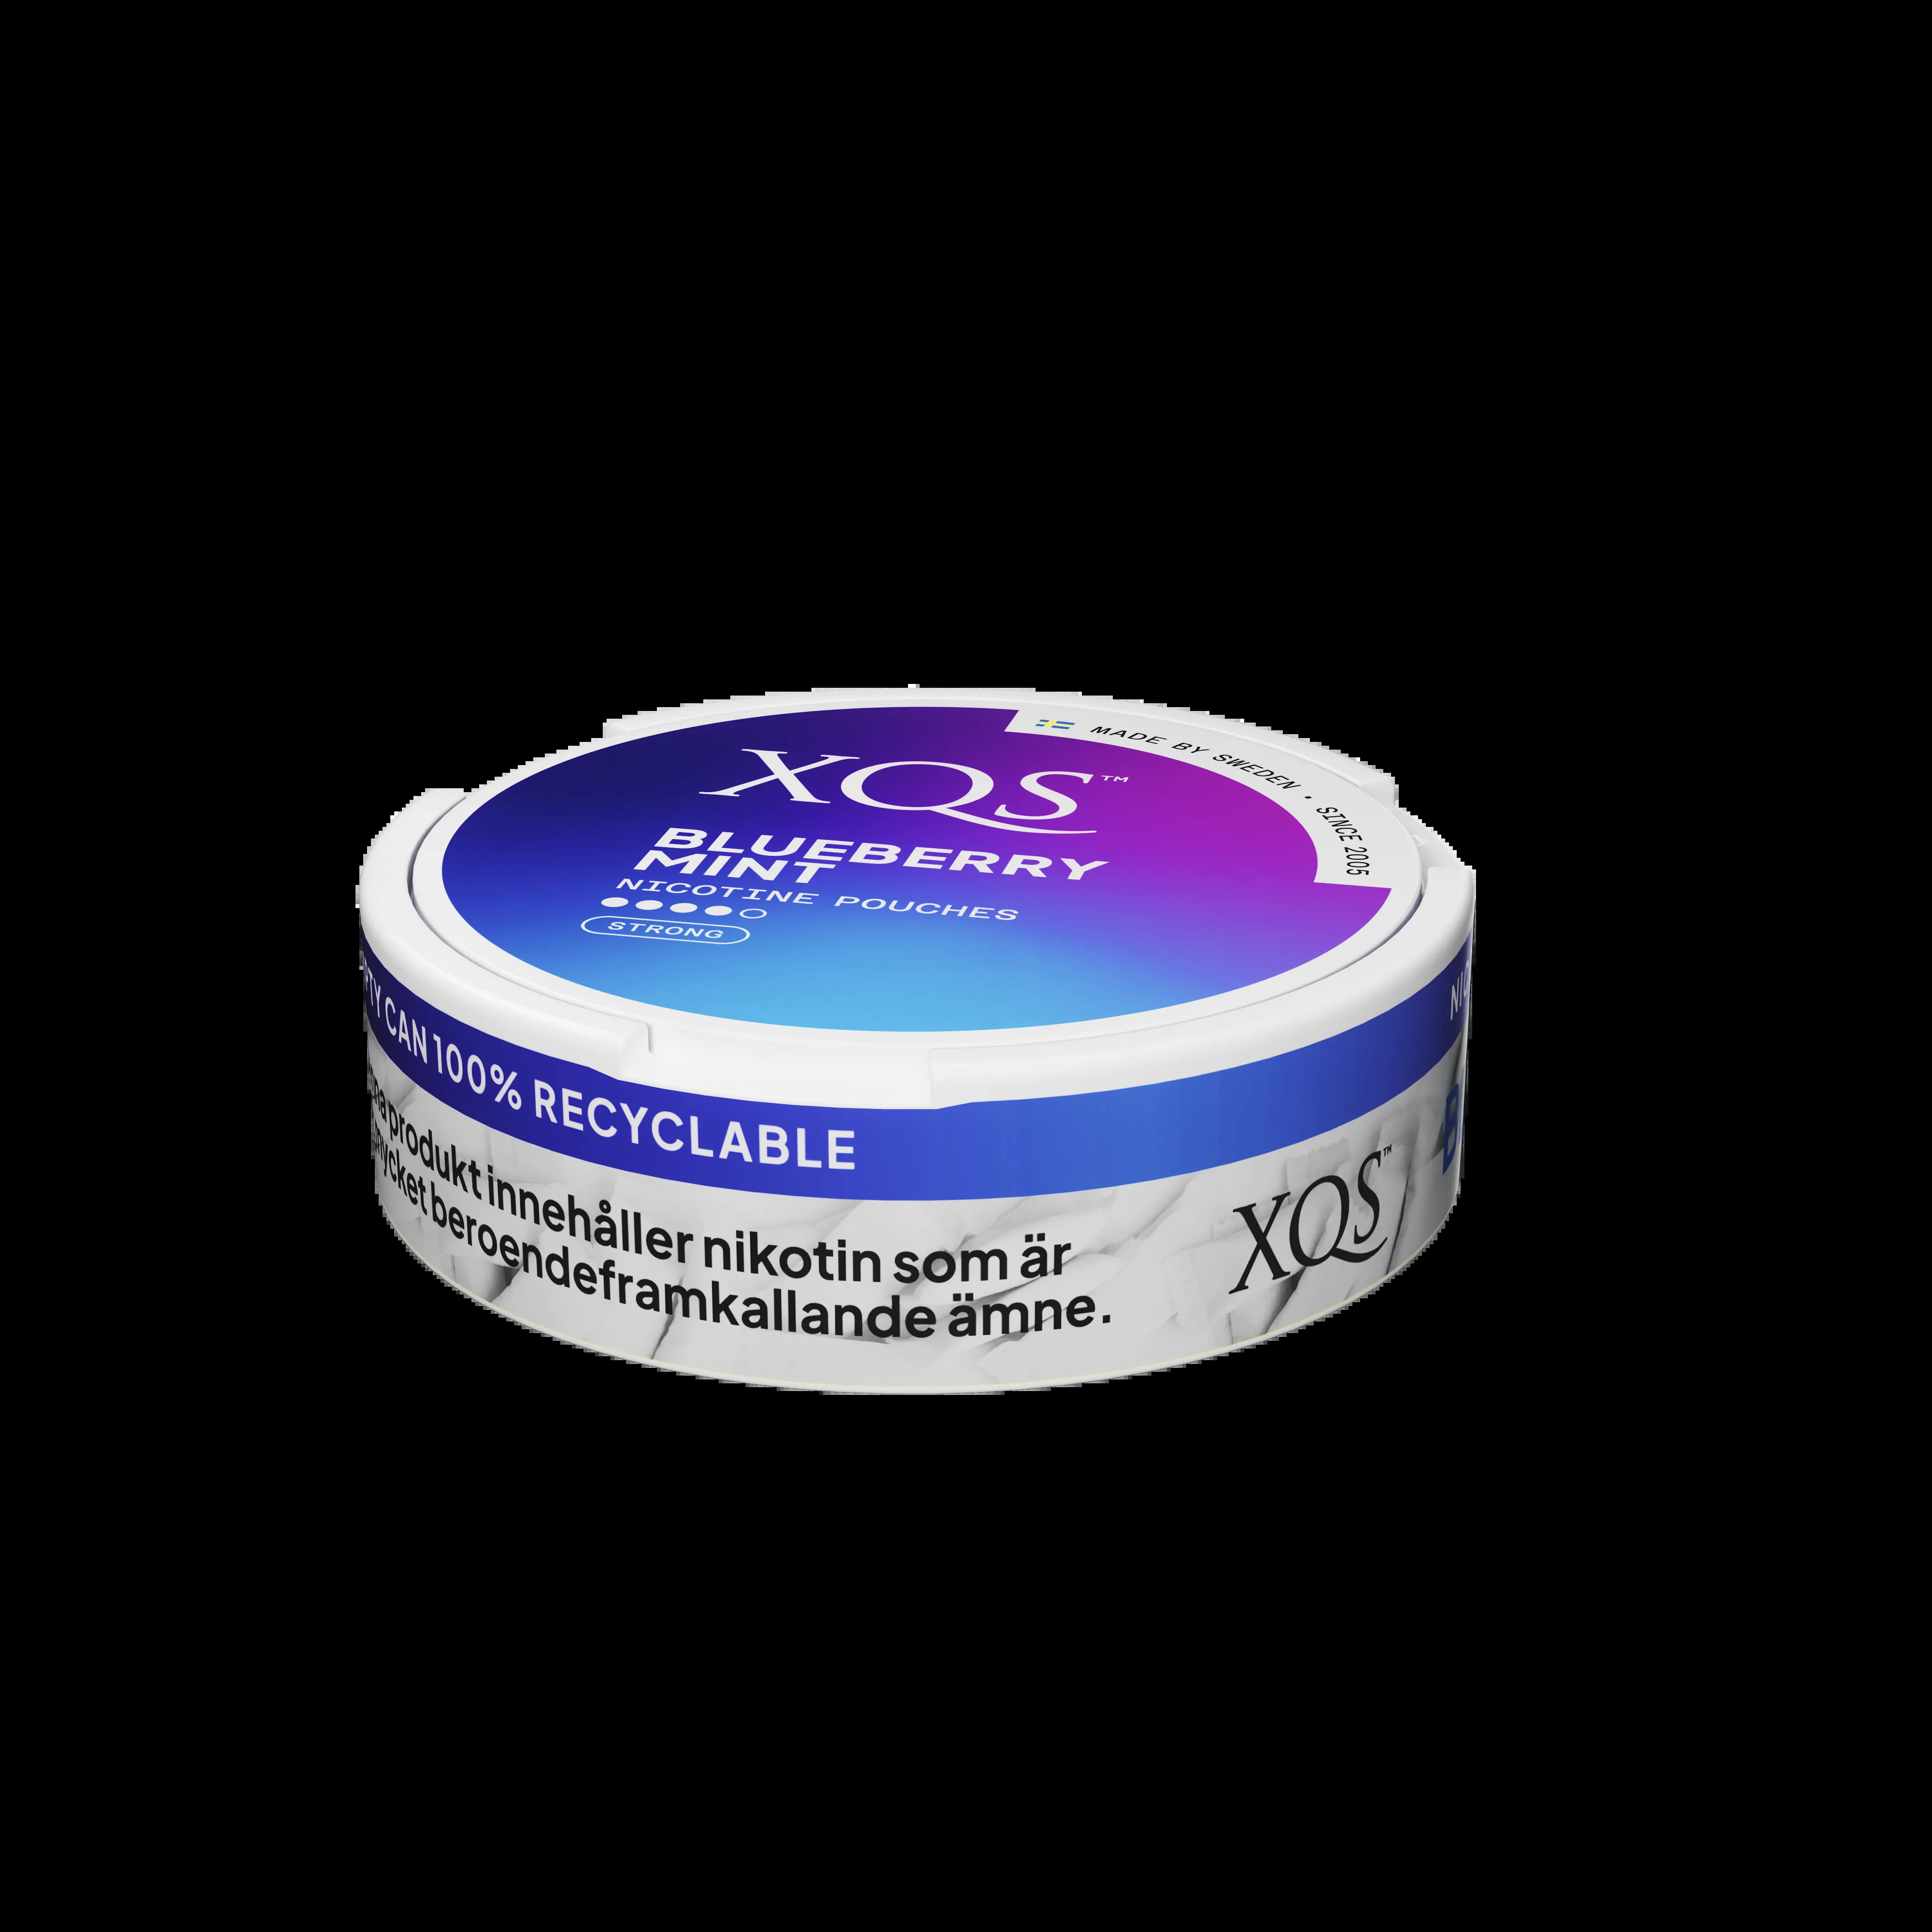 XQS™
BLUEBERRY
MINT
NICOTINE POUCHES
STRONG
MADE BY SWEDEN • SINCE 2005
CAN 100% RECYCLABLE
produkt innehåller nikotin som är
beroendeframkallande ämne.
XQS™